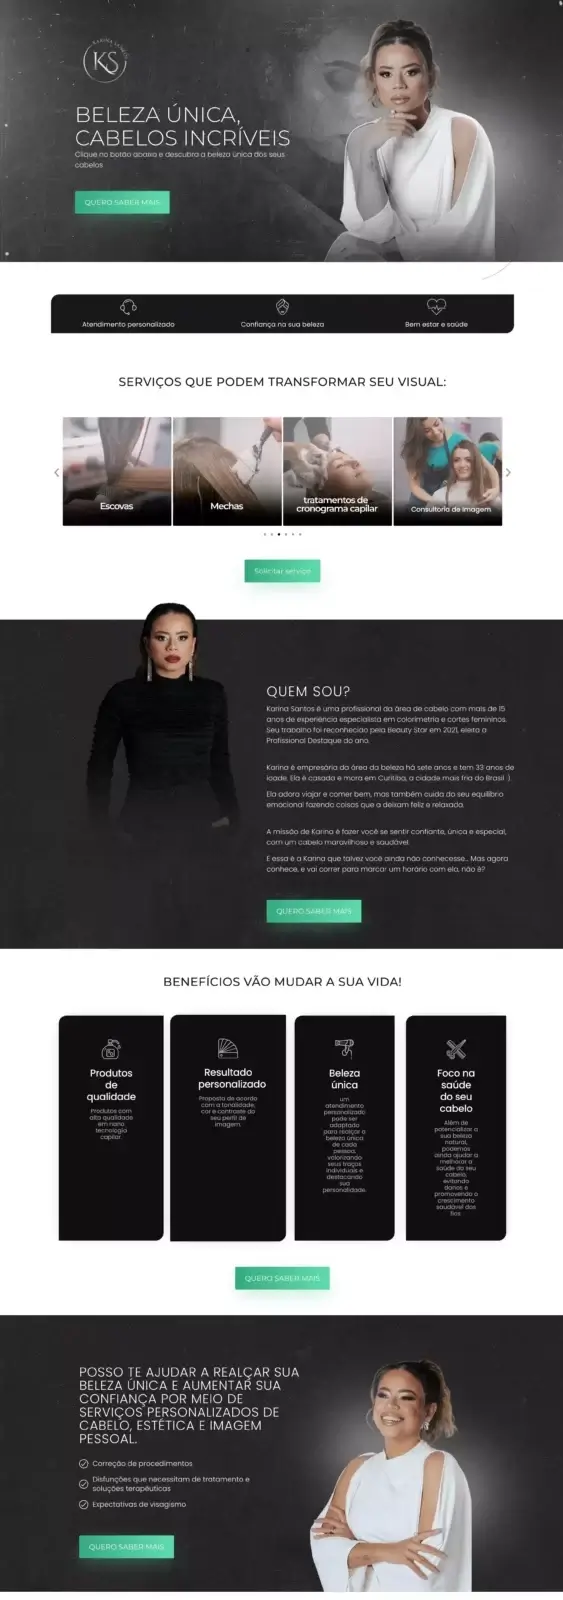 KS
BELEZA ÚNICA,
CABELOS INCRÍVEIS
Clique no botão abaixo e descubra a beleza única dos seus
cabelos
QUERO SABER MAIS
Atendimento personalizado
Confiança na sua beleza
Bem estar e saúde
SERVIÇOS QUE PODEM TRANSFORMAR SEU VISUAL:
Escovas
Mechas
tratamentos de
cronograma capilar
Consultoria de Imagem
Solicitar serviço
QUEM SOU?
Karina Santos é uma profissional da área de cabelo com mais de 15
anos de experiência especialista em colorimetria e cortes femininos.
Seu trabalho foi reconhecido pela Beauty Star em 2021, eleita a
Profissional Destaque do ano.
Karina é empresária da área da beleza há sete anos e tem 33 anos de
idade. Ela é casada e mora em Curitiba, a cidade mais fria do Brasil :).
Ela adora viajar e comer bem, mas também cuida do seu equilíbrio
emocional fazendo coisas que a deixam feliz e relaxada.
A missão de Karina é fazer você se sentir confiante, única e especial,
com um cabelo maravilhoso e saudável.
E essa é a Karina que talvez você ainda não conhecesse... Mas agora
conhece, e vai correr para marcar um horário com ela, não é?
QUERO SABER MAIS
BENEFÍCIOS VÃO MUDAR A SUA VIDA!
Produtos
de
qualidade
Produtos com
alta qualidade
em nano
tecnologia
capilar.
Resultado
personalizado
Proposta de acordo
com a tonalidade,
cor e contraste do
seu perfil de
imagem.
Beleza
única
um
atendimento
personalizado
pode ser
adaptado
para realçar a
beleza única
de cada
pessoa,
valorizando
seus traços
individuais e
destacando
sua
personalidade.
Foco na
saúde
do seu
cabelo
Além de
potencializar a
sua beleza
natural,
podemos
ainda ajudar a
melhorar a
saúde do seu
cabelo,
evitando
danos e
promovendo o
crescimento
saudável dos
fios
QUERO SABER MAIS
POSSO TE AJUDAR A REALÇAR SUA
BELEZA ÚNICA E AUMENTAR SUA
CONFIANÇA POR MEIO DE
SERVIÇOS PERSONALIZADOS DE
CABELO, ESTÉTICA E IMAGEM
PESSOAL.
Correção de procedimentos
Disfunções que necessitam de tratamento e
soluções terapêuticas
Expectativas de visagismo
QUERO SABER MAIS